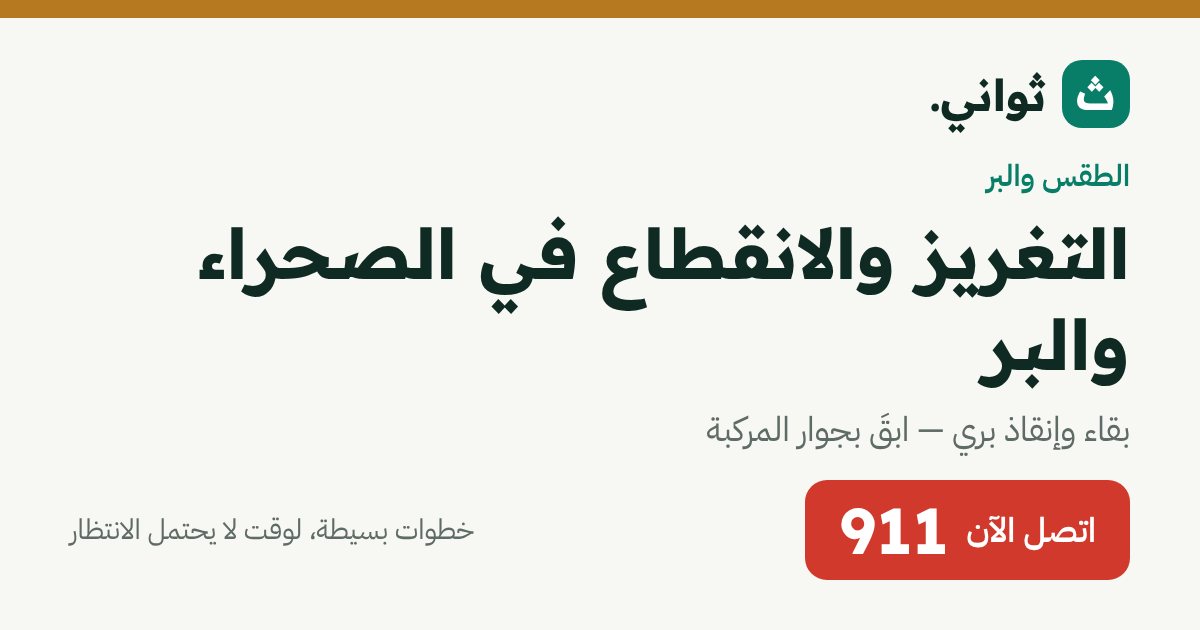 ث ثواني.
الطقس والبر
التغريز والانقطاع في الصحراء
والبر
بقاء وإنقاذ بري — ابقَ بجوار المركبة
اتصل الآن 911
خطوات بسيطة، لوقت لا يحتمل الانتظار